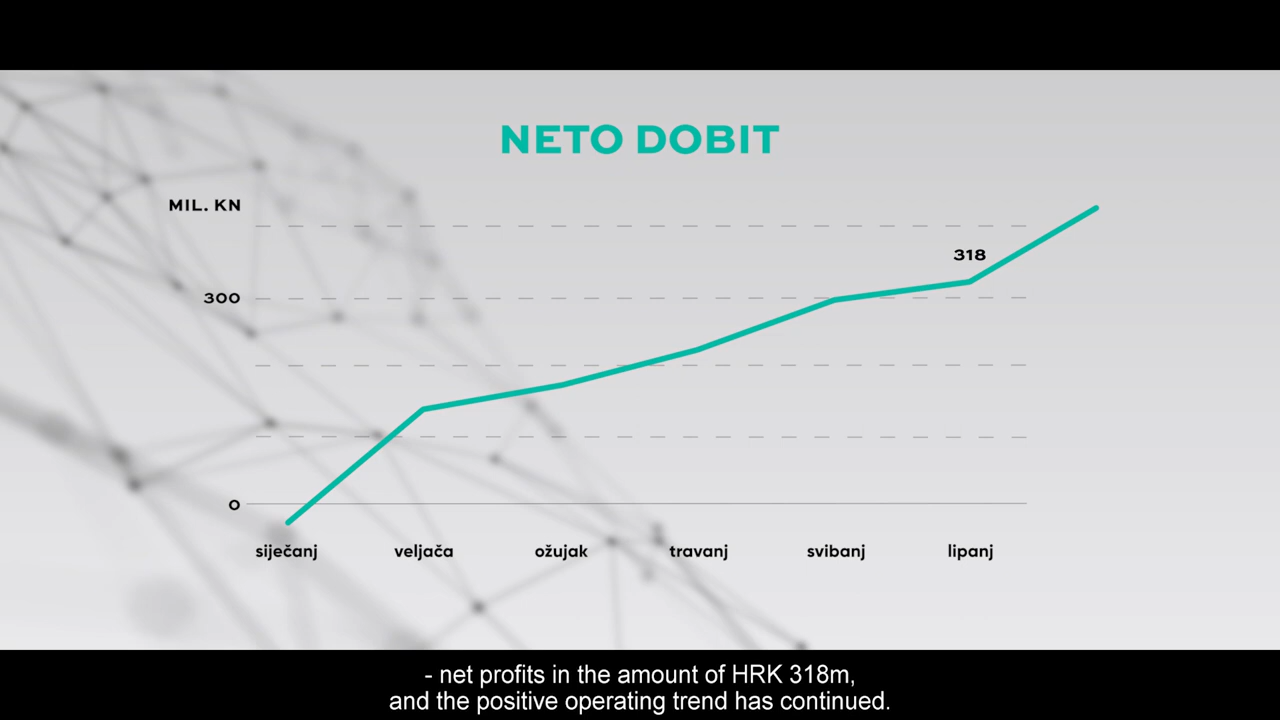 NETO DOBIT
MIL. KN
318
300
0
siječanj veljača ožujak travanj svibanj lipanj
- net profits in the amount of HRK 318m,
and the positive operating trend has continued.